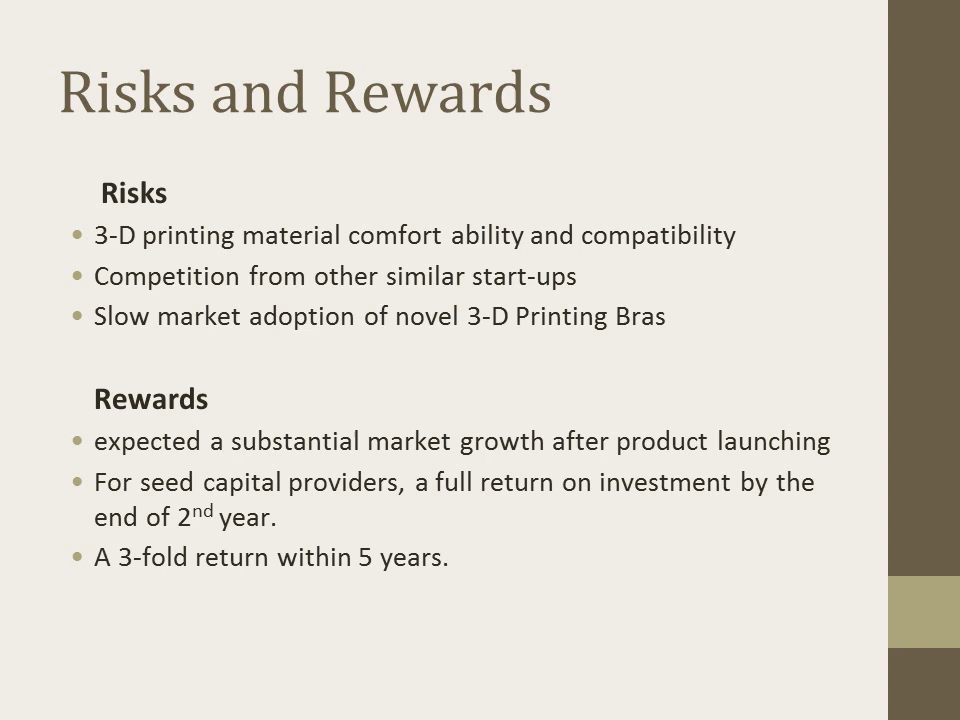 Risks and Rewards
Risks
• 3-D printing material comfort ability and compatibility
• Competition from other similar start-ups
• Slow market adoption of novel 3-D Printing Bras
Rewards
• expected a substantial market growth after product launching
• For seed capital providers, a full return on investment by the
end of 2nd year.
• A 3-fold return within 5 years.